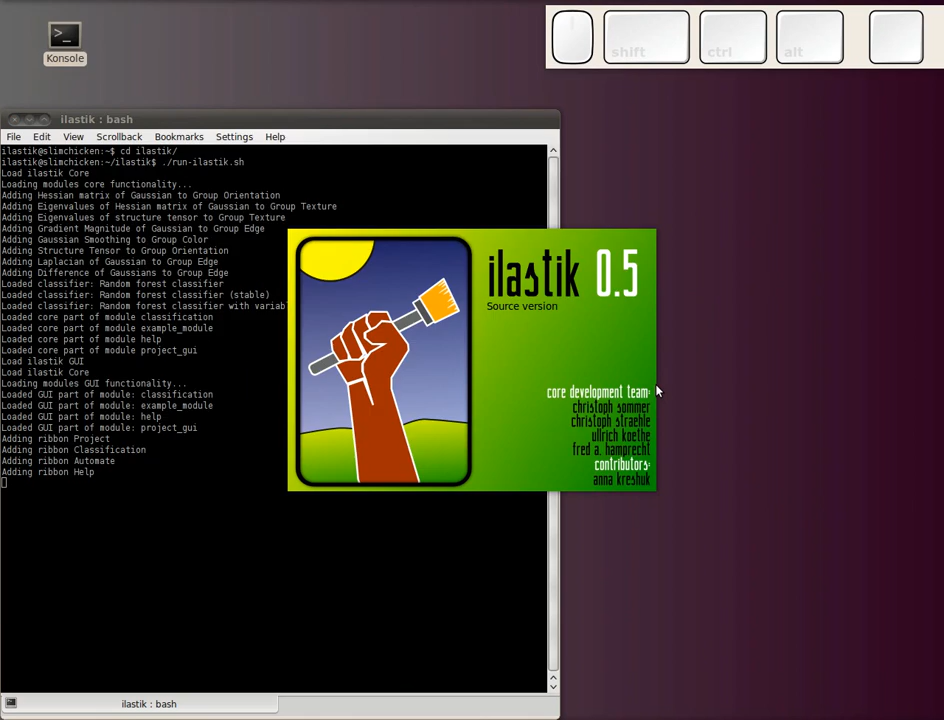 Konsole
shift
ctrl
alt
ilastik : bash
File Edit View Scrollback Bookmarks Settings Help
ilastik@slimchicken:~$ cd ilastik/
ilastik@slimchicken:~/ilastik$ ./run-ilastik.sh
Load ilastik Core
Loading modules core functionality...
Adding Hessian matrix of Gaussian to Group Orientation
Adding Eigenvalues of Hessian matrix of Gaussian to Group Texture
Adding Eigenvalues of structure tensor to Group Texture
Adding Gradient Magnitude of Gaussian to Group Edge
Adding Gaussian Smoothing to Group Color
Adding Structure Tensor to Group Orientation
Adding Laplacian of Gaussian to Group Edge
Adding Difference of Gaussians to Group Edge
Loaded classifier: Random forest classifier
Loaded classifier: Random forest classifier (stable)
Loaded classifier: Random forest classifier with
Loaded core part of module classification
Loaded core part of module example_module
Loaded core part of module help
Loaded core part of module project_gui
Load ilastik GUI
Load ilastik Core
Loading modules GUI functionality...
Loaded GUI part of module: classification
Loaded GUI part of module: example_module
Loaded GUI part of module: help
Loaded GUI part of module: project_gui
Adding ribbon Project
Adding ribbon Classification
Adding ribbon Automate
Adding ribbon Help
ilastik 0.5
Source version
core development team:
christoph sommer
christoph straehle
ullrich koethe
fred a. hamprecht
contributors:
anna kreshuk
ilastik : bash